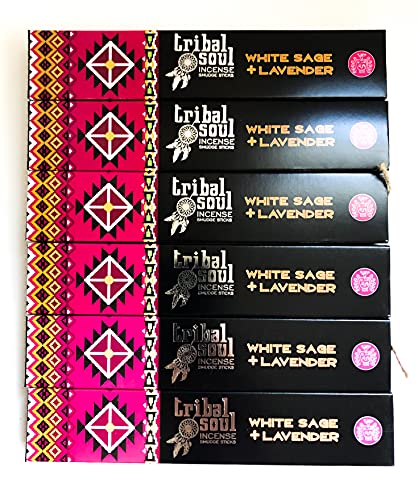 tribal
soul
INCENSE
SMUDGE STICKS
WHITE SAGE
+ LAVENDER
tribal
soul
INCENSE
SMUDGE STICKS
WHITE SAGE
+ LAVENDER
tribal
soul
INCENSE
SMUDGE STICKS
WHITE SAGE
+ LAVENDER
tribal
soul
INCENSE
SMUDGE STICKS
WHITE SAGE
+ LAVENDER
tribal
soul
INCENSE
SMUDGE STICKS
WHITE SAGE
+ LAVENDER
tribal
soul
INCENSE
SMUDGE STICKS
WHITE SAGE
+ LAVENDER